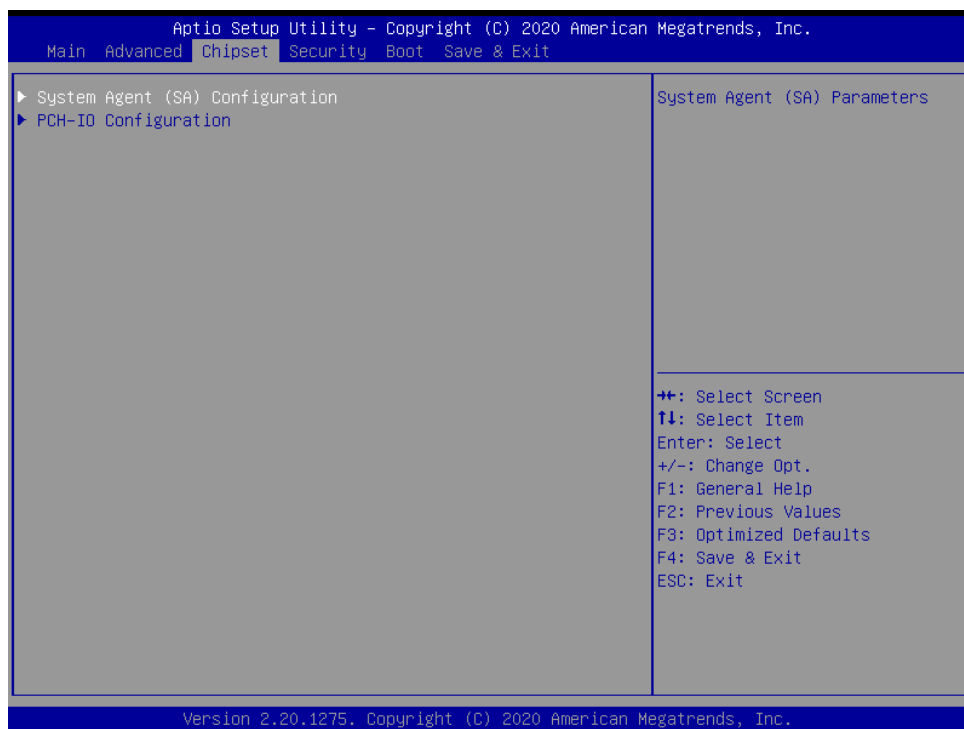 Aptio Setup Utility – Copyright (C) 2020 American Megatrends, Inc.
Main Advanced Chipset Security Boot Save & Exit
▶ System Agent (SA) Configuration
▶ PCH-IO Configuration
System Agent (SA) Parameters
→←: Select Screen
↑↓: Select Item
Enter: Select
+/-: Change Opt.
F1: General Help
F2: Previous Values
F3: Optimized Defaults
F4: Save & Exit
ESC: Exit
Version 2.20.1275. Copyright (C) 2020 American Megatrends, Inc.